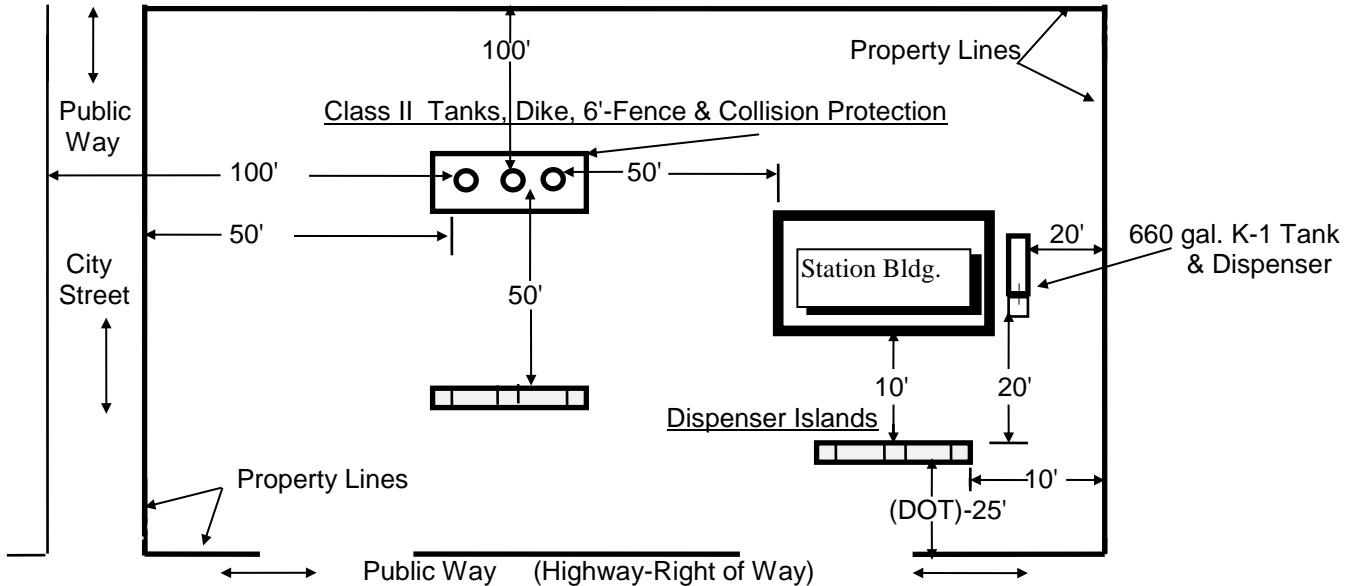 100'
Property Lines
Public
Way
Class II  Tanks, Dike, 6'-Fence & Collision Protection
100'
50'
50'
20'
660 gal. K-1 Tank
& Dispenser
City
Street
Station Bldg.
50'
10'
20'
Dispenser Islands
Property Lines
10'
(DOT)-25'
Public Way    (Highway-Right of Way)